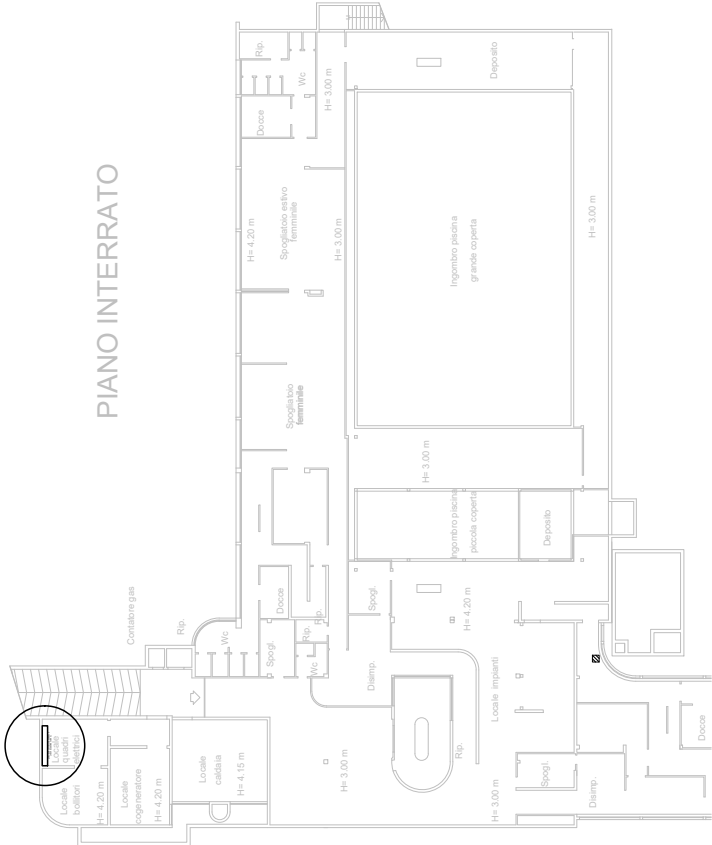 PIANO INTERRATO
Locale
quadri
elettrici
Locale
bollitori
H= 4.20 m
Locale
cogeneratore
H= 4.20 m
Contatore gas
Rip.
Locale
caldaia
H= 4.15 m
Wc
Spogl.
Docce
Rip.
Rip.
Wc
Spogliatoio
femminile
Spogliatoio estivo
femminile
H= 4.20 m
H= 3.00 m
Docce
Rip.
Wc
H= 3.00 m
H= 3.00 m
Disimp.
Spogl.
H= 3.00 m
Ingombro piscina
piccola coperta
Ingombro piscina
grande coperta
Deposito
Deposito
H= 4.20 m
Rip.
Locale impianti
H= 3.00 m
H= 3.00 m
Spogl.
Disimp.
Docce